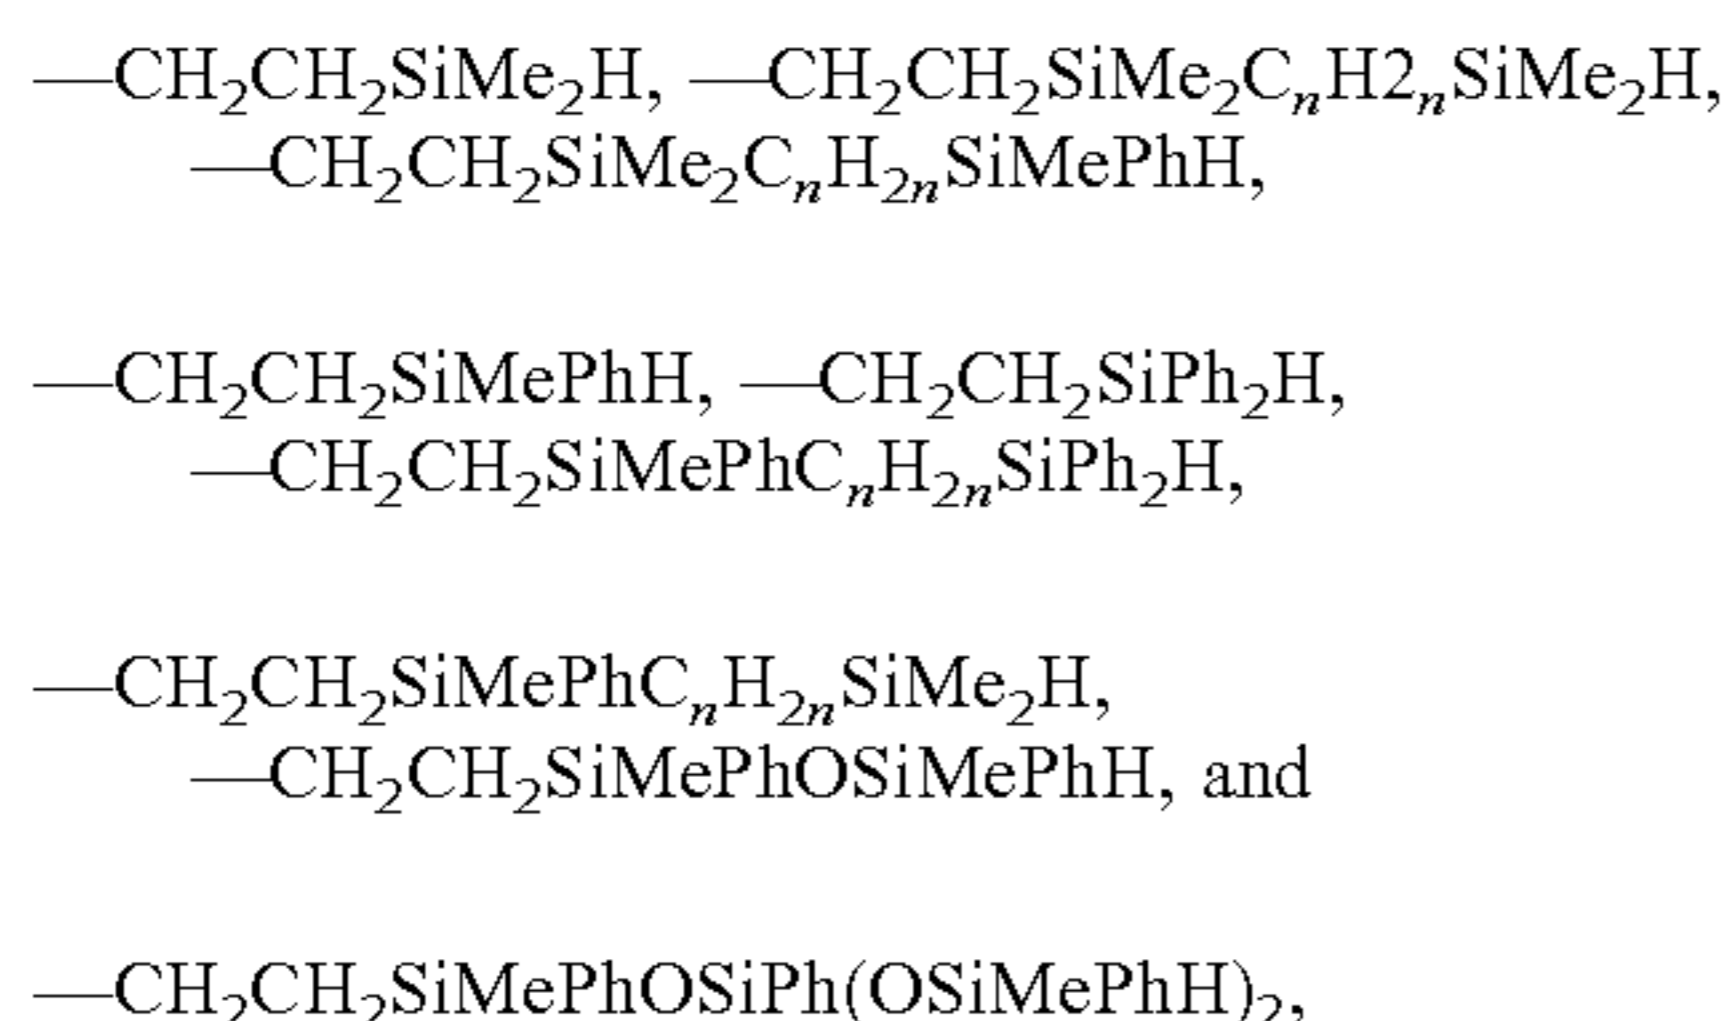 —CH₂CH₂SiMe₂H, —CH₂CH₂SiMe₂CₙH2ₙSiMe₂H,
—CH₂CH₂SiMe₂CₙH₂ₙSiMePhH,
—CH₂CH₂SiMePhH, —CH₂CH₂SiPh₂H,
—CH₂CH₂SiMePhCₙH₂ₙSiPh₂H,
—CH₂CH₂SiMePhCₙH₂ₙSiMe₂H,
—CH₂CH₂SiMePhOSiMePhH, and
—CH₂CH₂SiMePhOSiPh(OSiMePhH)₂,